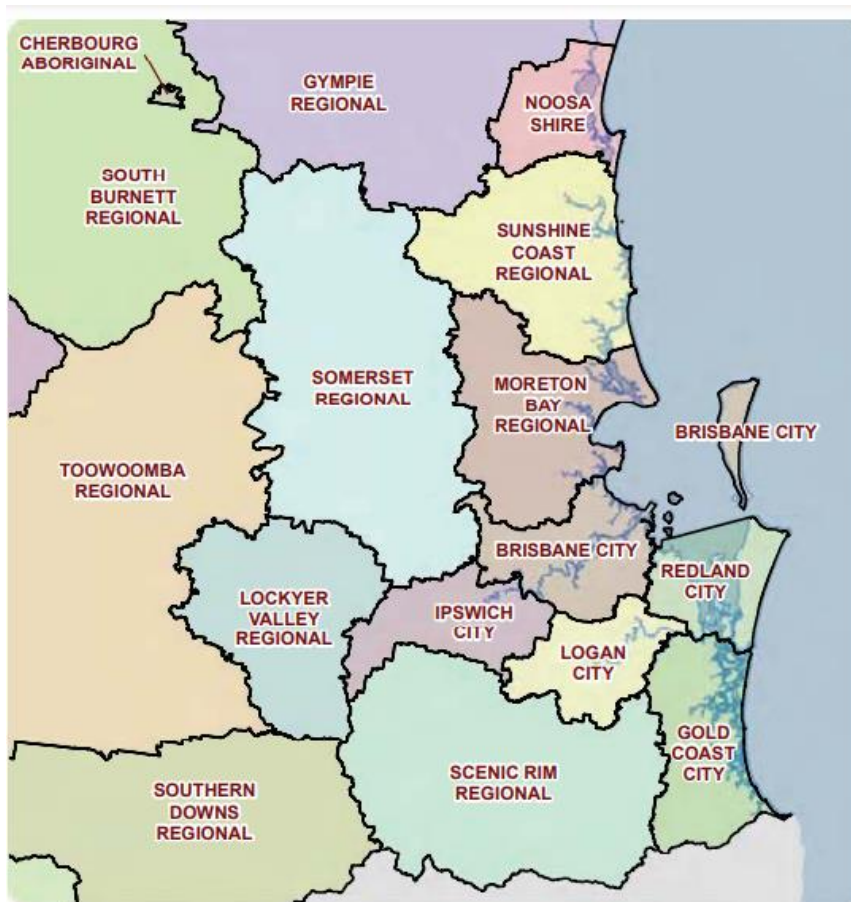 CHERBOURG
ABORIGINAL
GYMPIE
REGIONAL
NOOSA
SHIRE
SOUTH
BURNETT
REGIONAL
SUNSHINE
COAST
REGIONAL
SOMERSET
REGIONAL
MORETON
BAY
REGIONAL
BRISBANE CITY
TOOWOOMBA
REGIONAL
BRISBANE CITY
REDLAND
CITY
LOCKYER
VALLEY
REGIONAL
IPSWICH
CITY
LOGAN
CITY
GOLD
COAST
CITY
SCENIC RIM
REGIONAL
SOUTHERN
DOWNS
REGIONAL